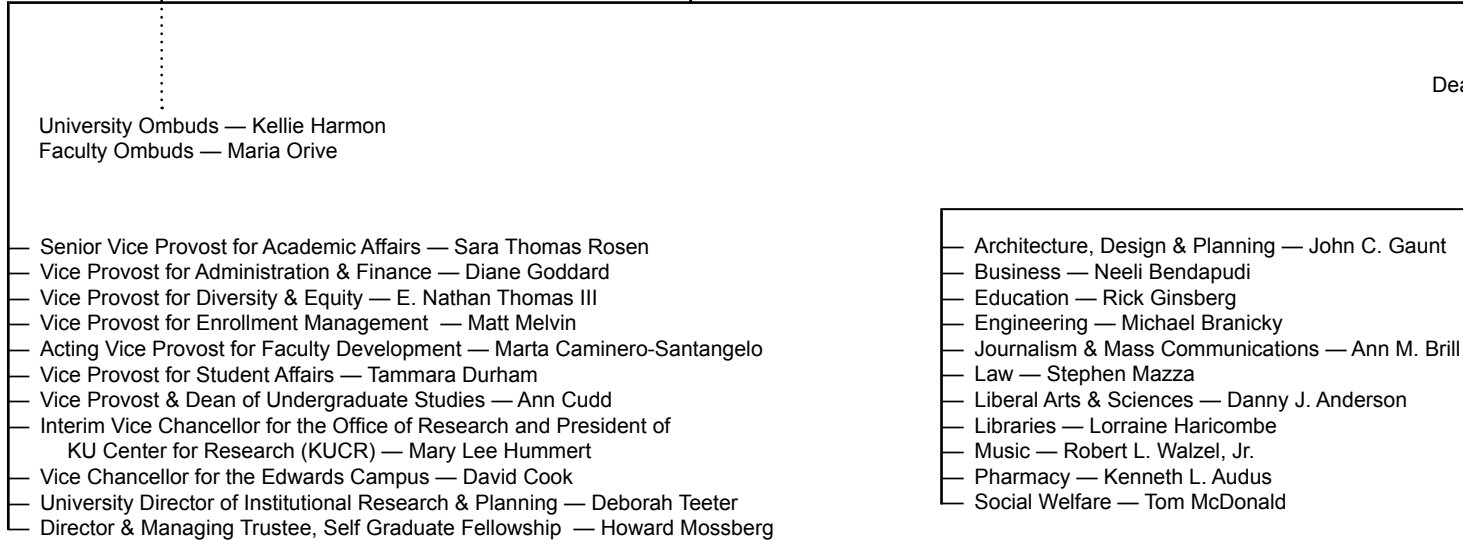 Dea
University Ombuds — Kellie Harmon
Faculty Ombuds — Maria Orive
— Senior Vice Provost for Academic Affairs — Sara Thomas Rosen
— Vice Provost for Administration & Finance — Diane Goddard
— Vice Provost for Diversity & Equity — E. Nathan Thomas III
— Vice Provost for Enrollment Management — Matt Melvin
— Acting Vice Provost for Faculty Development — Marta Caminero-Santangelo
— Vice Provost for Student Affairs — Tammara Durham
— Vice Provost & Dean of Undergraduate Studies — Ann Cudd
— Interim Vice Chancellor for the Office of Research and President of
KU Center for Research (KUCR) — Mary Lee Hummert
— Vice Chancellor for the Edwards Campus — David Cook
— University Director of Institutional Research & Planning — Deborah Teeter
— Director & Managing Trustee, Self Graduate Fellowship — Howard Mossberg
— Architecture, Design & Planning — John C. Gaunt
— Business — Neeli Bendapudi
— Education — Rick Ginsberg
— Engineering — Michael Branicky
— Journalism & Mass Communications — Ann M. Brill
— Law — Stephen Mazza
— Liberal Arts & Sciences — Danny J. Anderson
— Libraries — Lorraine Haricombe
— Music — Robert L. Walzel, Jr.
— Pharmacy — Kenneth L. Audus
— Social Welfare — Tom McDonald